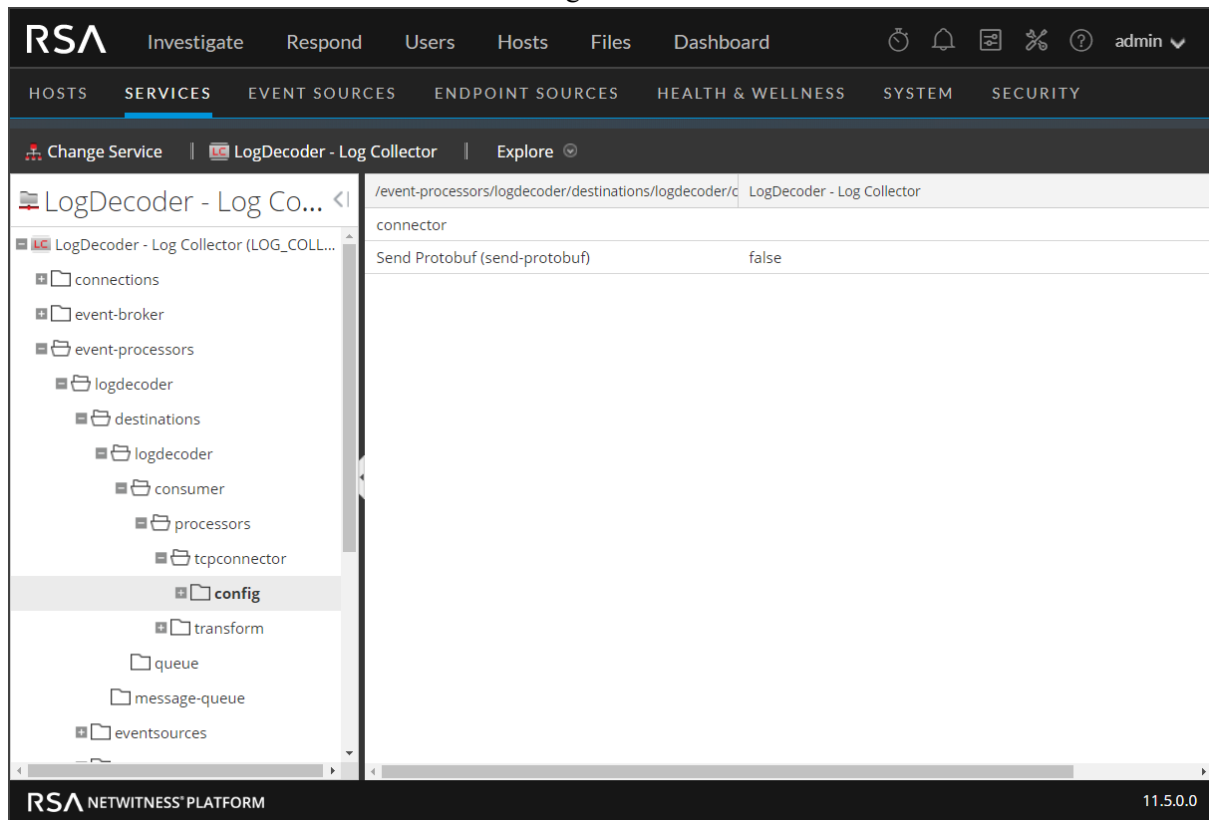 RSA Investigate Respond Users Hosts Files Dashboard admin
HOSTS SERVICES EVENT SOURCES ENDPOINT SOURCES HEALTH & WELLNESS SYSTEM SECURITY
Change Service | LC LogDecoder - Log Collector | Explore
LogDecoder - Log Co...
LC LogDecoder - Log Collector (LOG_COLL...
connections
event-broker
event-processors
logdecoder
destinations
logdecoder
consumer
processors
tcpconnector
config
transform
queue
message-queue
eventsources
/event-processors/logdecoder/destinations/logdecoder/c LogDecoder - Log Collector
connector
Send Protobuf (send-protobuf) false
RSA NETWITNESS® PLATFORM 11.5.0.0